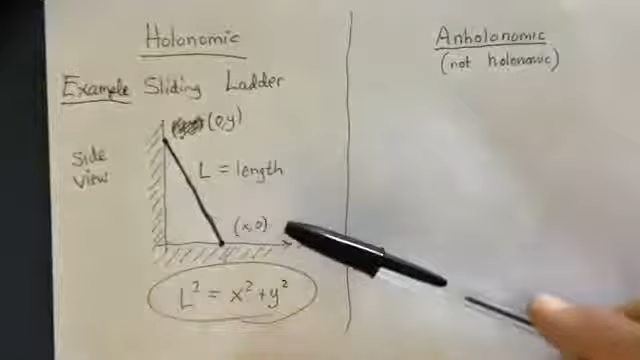 Holonomic
Example Sliding Ladder
(0,y)
Side
view
L = length
(x,0)
L² = x² + y²
Anholonomic
(not holonomic)